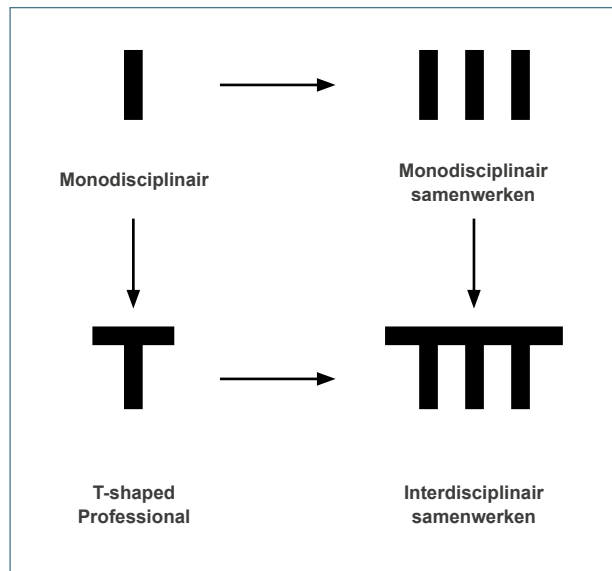 Monodisciplinair
Monodisciplinair
samenwerken
T-shaped
Professional
Interdisciplinair
samenwerken